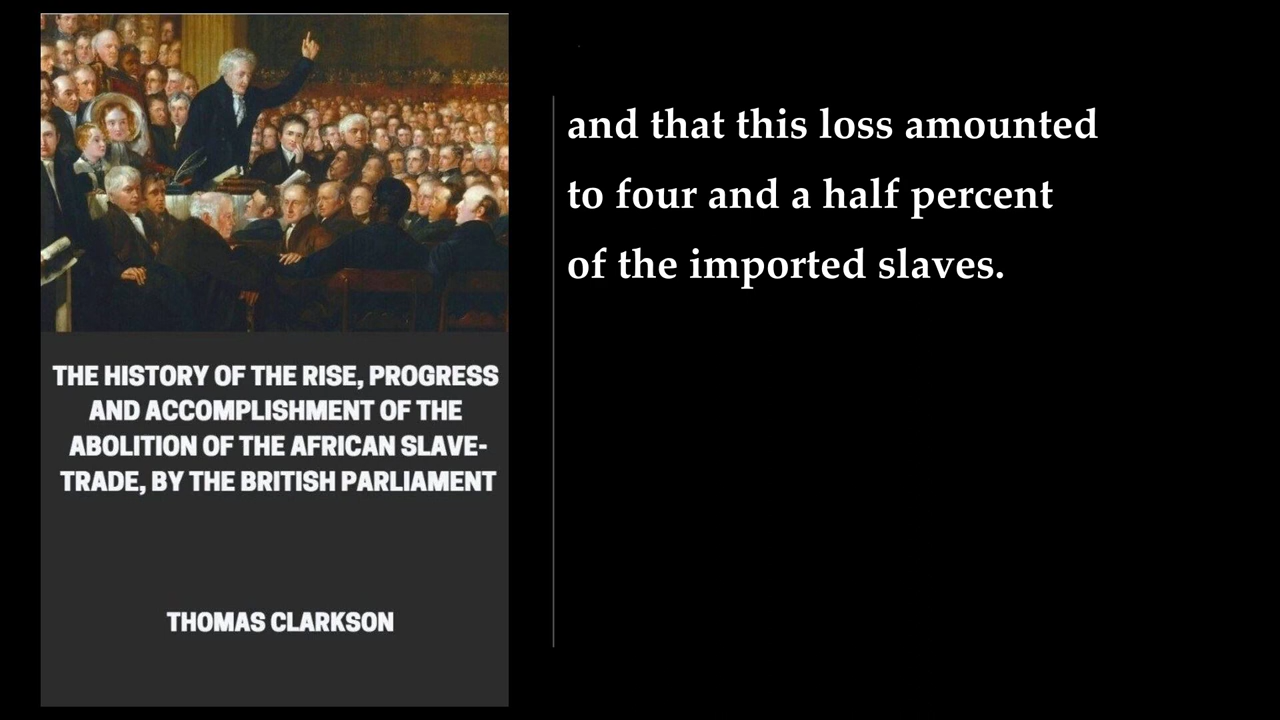 THE HISTORY OF THE RISE, PROGRESS
AND ACCOMPLISHMENT OF THE
ABOLITION OF THE AFRICAN SLAVE-
TRADE, BY THE BRITISH PARLIAMENT
THOMAS CLARKSON
and that this loss amounted
to four and a half percent
of the imported slaves.